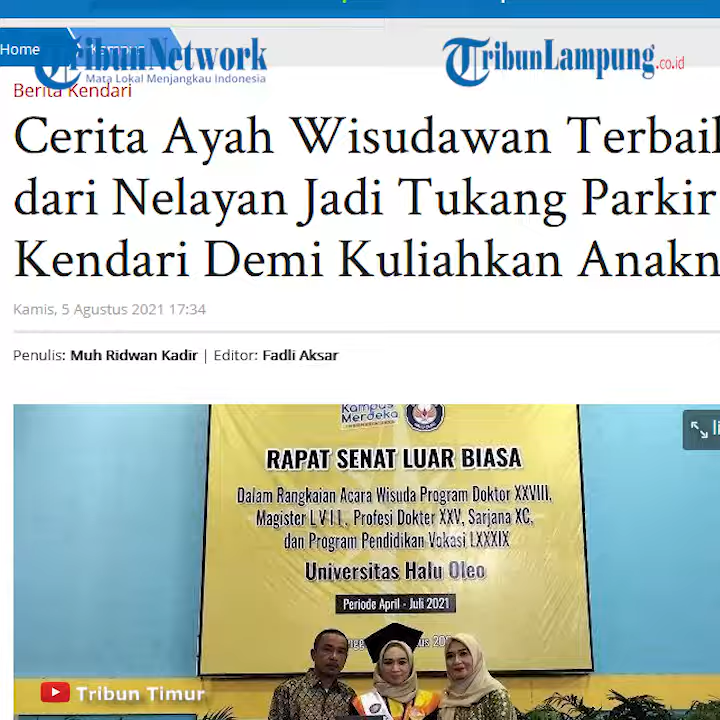 Home
Kampus
TribunNetwork
Mata Lokal Menjangkau Indonesia
TribunLampung.co.id
Berita Kendari
Cerita Ayah Wisudawan
dari Nelayan Jadi Tukang Parkir
Kendari Demi Kuliahkan
Kamis, 5 Agustus 2021 17:34
Penulis: Muh Ridwan Kadir | Editor: Fadli Aksar
Kampus
Merdeka
RAPAT SENAT LUAR BIASA
Dalam Rangkaian Acara Wisuda Program Doktor XXVIII,
Magister LVII, Profesi Dokter XXV, Sarjana XC,
dan Program Pendidikan Vokasi LXXXIX
Universitas Halu Oleo
Periode April - Juli 2021
Tribun Timur